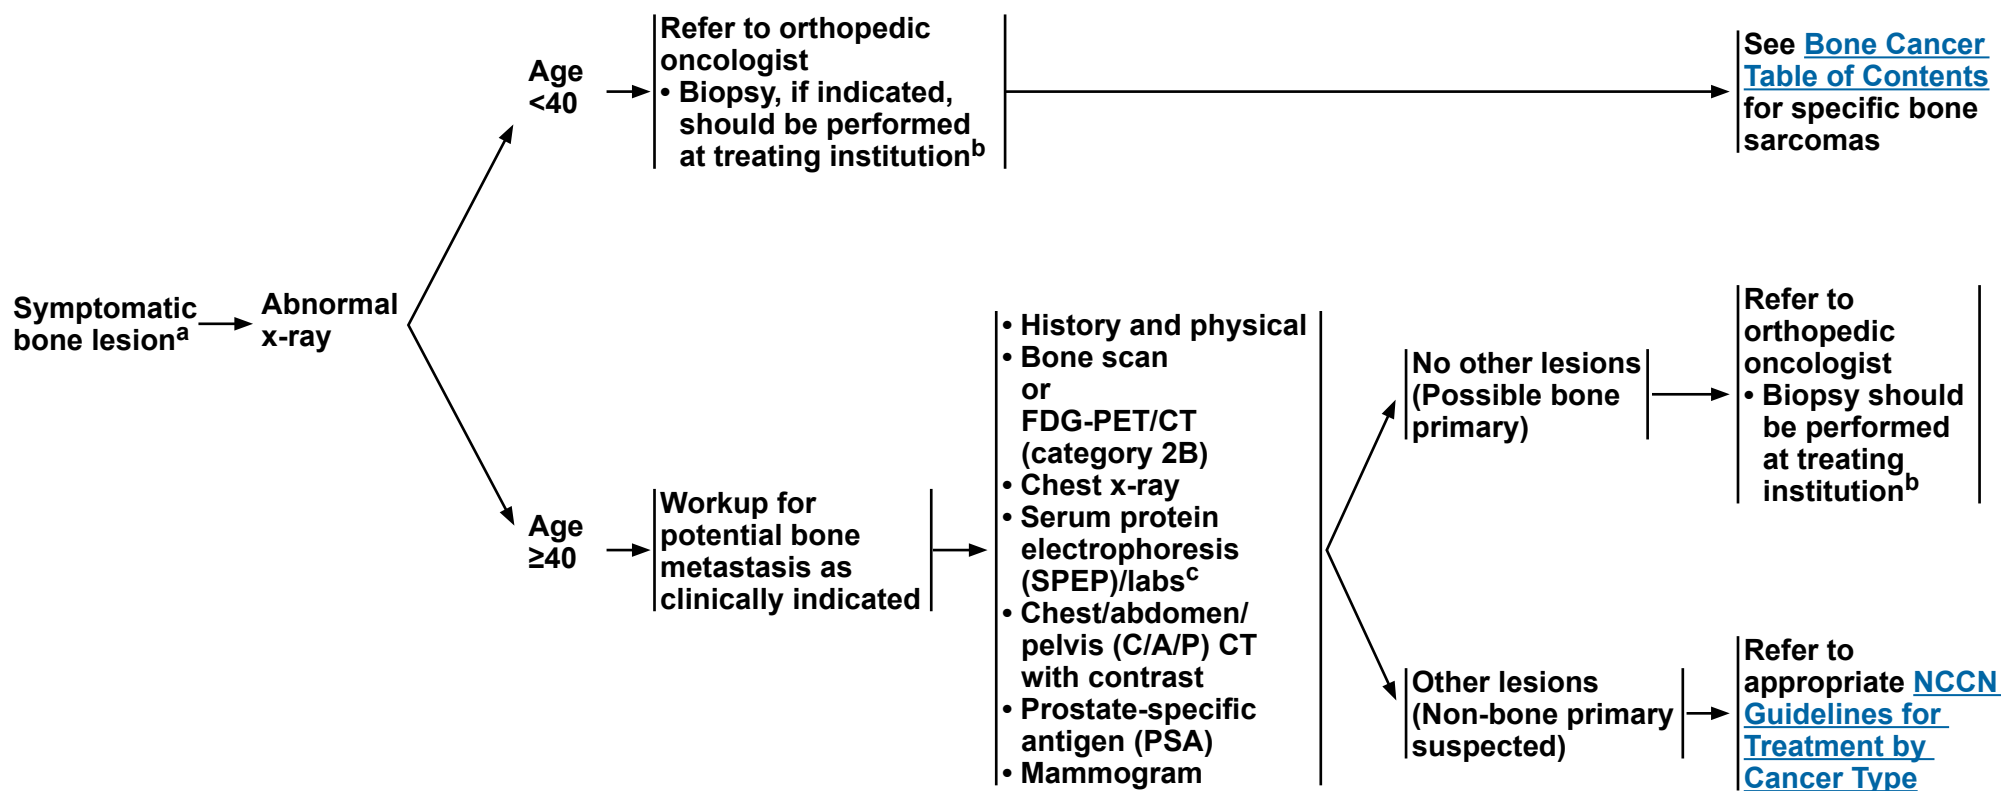 Symptomatic
bone lesionᵃ
Abnormal
x-ray
Age
<40
Refer to orthopedic
oncologist
• Biopsy, if indicated,
should be performed
at treating institutionᵇ
See Bone Cancer
Table of Contents
for specific bone
sarcomas
Age
≥40
Workup for
potential bone
metastasis as
clinically indicated
• History and physical
• Bone scan
or
FDG-PET/CT
(category 2B)
• Chest x-ray
• Serum protein
electrophoresis
(SPEP)/labsᶜ
• Chest/abdomen/
pelvis (C/A/P) CT
with contrast
• Prostate-specific
antigen (PSA)
• Mammogram
No other lesions
(Possible bone
primary)
Refer to
orthopedic
oncologist
• Biopsy should
be performed
at treating
institutionᵇ
Other lesions
(Non-bone primary
suspected)
Refer to
appropriate NCCN
Guidelines for
Treatment by
Cancer Type